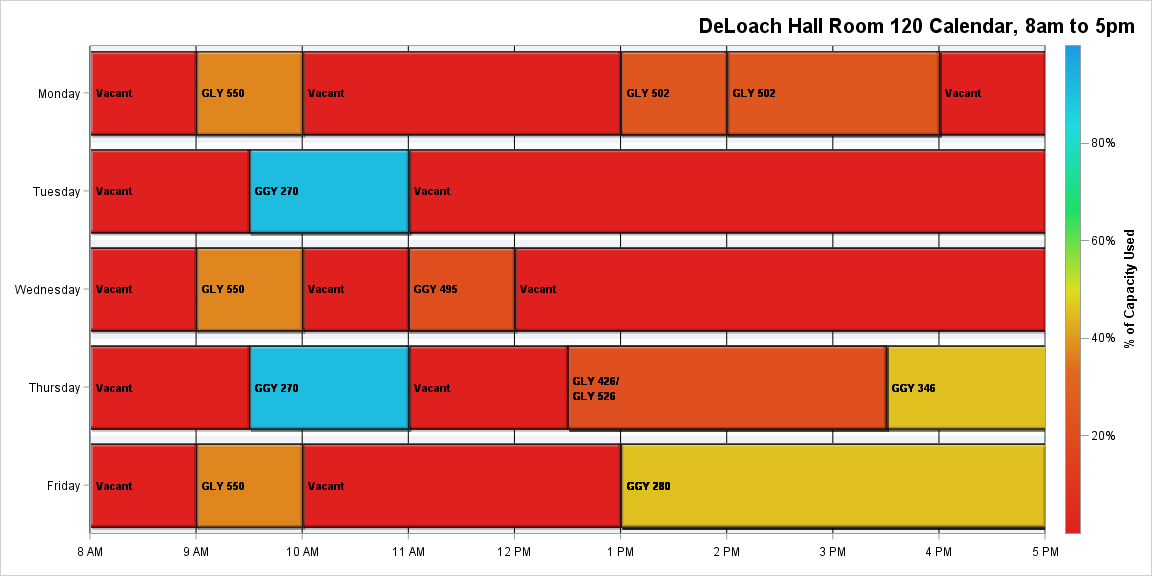 DeLoach Hall Room 120 Calendar, 8am to 5pm
Monday
Vacant
GLY 550
Vacant
GLY 502
GLY 502
Vacant
Tuesday
Vacant
GGY 270
Vacant
Wednesday
Vacant
GLY 550
Vacant
GGY 495
Vacant
Thursday
Vacant
GGY 270
Vacant
GLY 426/
GLY 526
GGY 346
Friday
Vacant
GLY 550
Vacant
GGY 280
8 AM
9 AM
10 AM
11 AM
12 PM
1 PM
2 PM
3 PM
4 PM
5 PM
80%
60%
40%
20%
% of Capacity Used